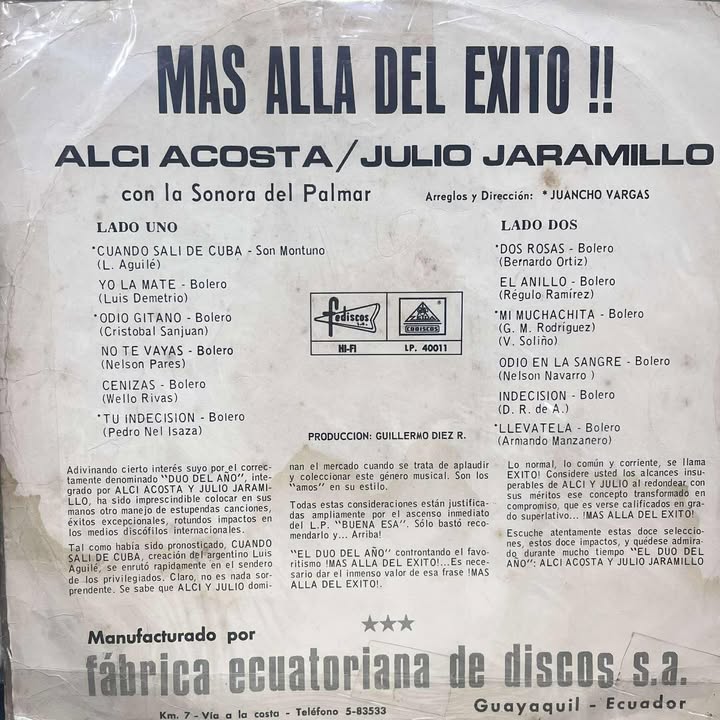 MAS ALLA DEL EXITO !!
ALCI ACOSTA/JULIO JARAMILLO
con la Sonora del Palmar
Arreglos y Dirección: * JUANCHO VARGAS
LADO UNO
*CUANDO SALI DE CUBA - Son Montuno
(L. Aguilé)
YO LA MATE - Bolero
(Luis Demetrio)
*ODIO GITANO - Bolero
(Cristobal Sanjuan)
NO TE VAYAS - Bolero
(Nelson Pares)
CENIZAS - Bolero
(Wello Rivas)
*TU INDECISION - Bolero
(Pedro Nel Isaza)
fediscos
S.A.
CODISCOS
®
HI-FI
LP. 40011
LADO DOS
*DOS ROSAS - Bolero
(Bernardo Ortiz)
EL ANILLO - Bolero
(Régulo Ramírez)
*MI MUCHACHITA - Bolero
(G. M. Rodríguez)
(V. Soliño)
ODIO EN LA SANGRE - Bolero
(Nelson Navarro )
INDECISION - Bolero
(D. R. de A.)
*LLEVATELA - Bolero
(Armando Manzanero)
PRODUCCION: GUILLERMO DIEZ R.
Adivinando cierto interés suyo por el correc-
tamente denominado "DUO DEL AÑO", in-
tegrado por ALCI ACOSTA Y JULIO JARAMI-
LLO, ha sido imprescindible colocar en sus
manos otro manejo de estupendas canciones,
éxitos excepcionales, rotundos impactos en
los medios discófilos internacionales.
Tal como había sido pronosticado, CUANDO
SALI DE CUBA, creación del argentino Luis
Aguilé, se enrutó rapidamente en el sendero
de los privilegiados. Claro, no es nada sor-
prendente. Se sabe que ALCI Y JULIO domi-
nan el mercado cuando se trata de aplaudir
y coleccionar este género musical. Son los
"amos" en su estilo.
Todas estas consideraciones están justifica-
das ampliamente por el ascenso inmediato
del L.P. "BUENA ESA". Sólo bastó recomen-
darlo y... Arriba!
"EL DUO DEL AÑO" confrontando el favo-
ritismo !MAS ALLA DEL EXITO!...Es nece-
sario dar el inmenso valor de esa frase !MAS
ALLA DEL EXITO!.
Lo normal, lo común y corriente, se llama
EXITO! Considere usted los alcances insu-
perables de ALCI Y JULIO al redondear con
sus méritos ese concepto transformado en
compromiso, que es verse calificados en gra-
do superlativo... !MAS ALLA DEL EXITO!
Escuche atentamente estas doce seleccio-
nes, estos doce impactos, y quédese admira-
do durante mucho tiempo "EL DUO DEL
AÑO": ALCI ACOSTA Y JULIO JARAMILLO
★★★
Manufacturado por
fábrica ecuatoriana de discos s.a.
Km. 7 - Vía a la costa - Teléfono 5-83533
Guayaquil - Ecuador